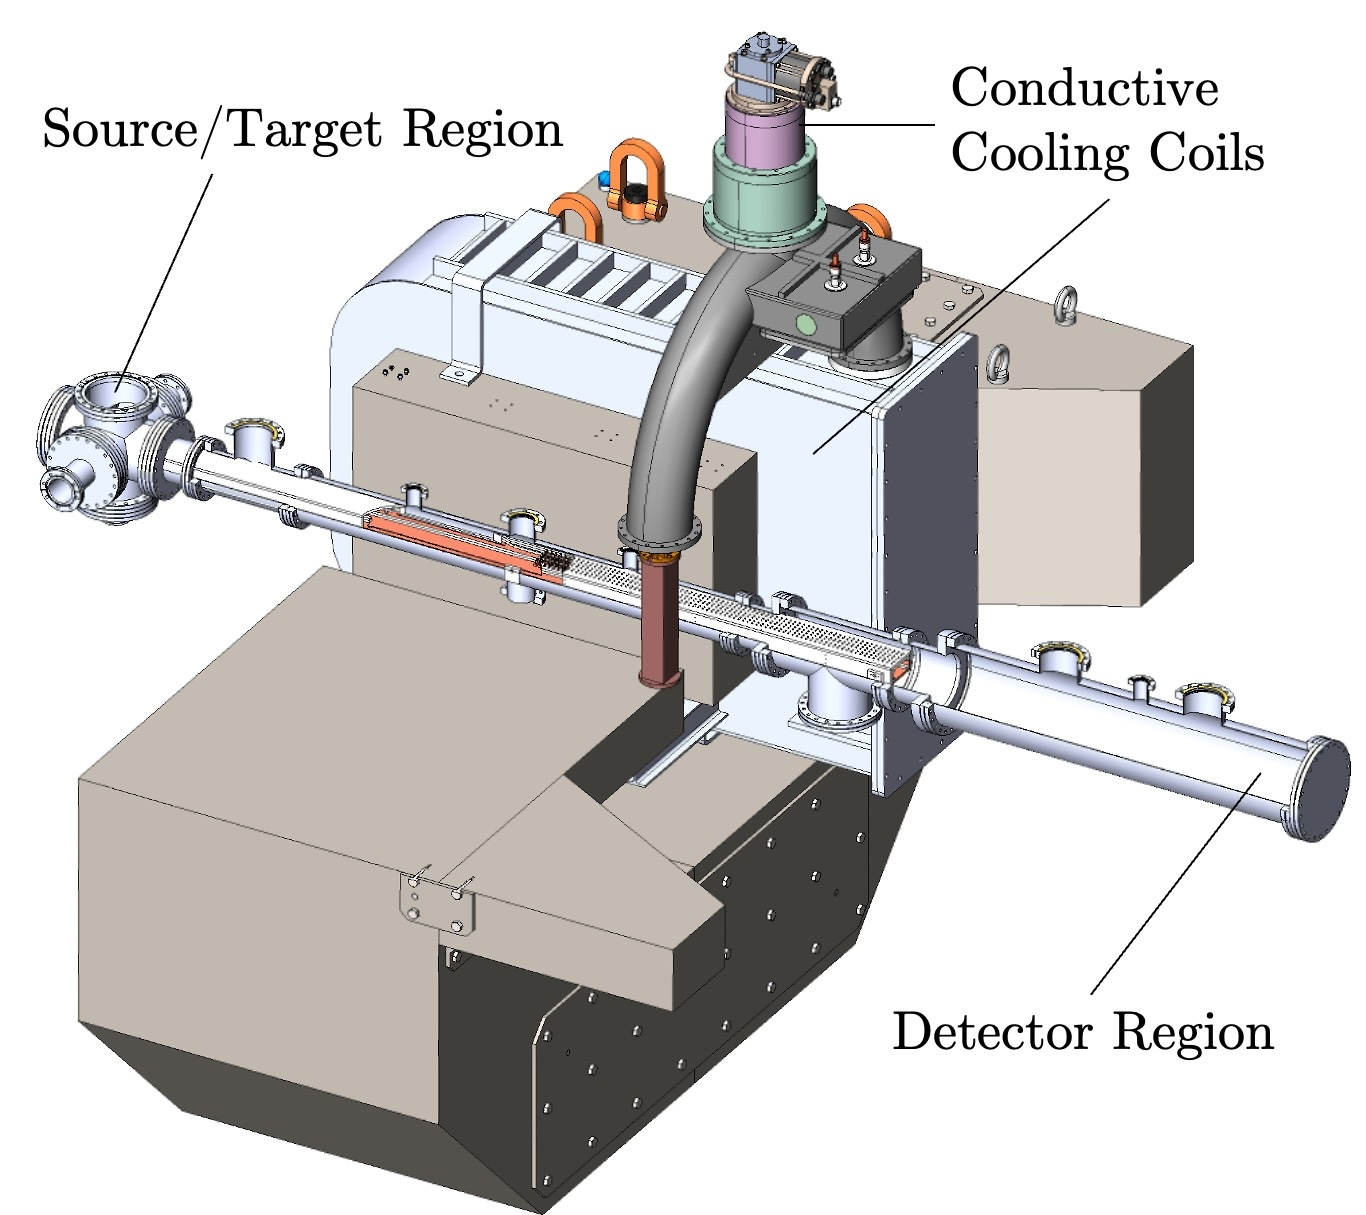 Source/Target Region
Conductive
Cooling Coils
Detector Region